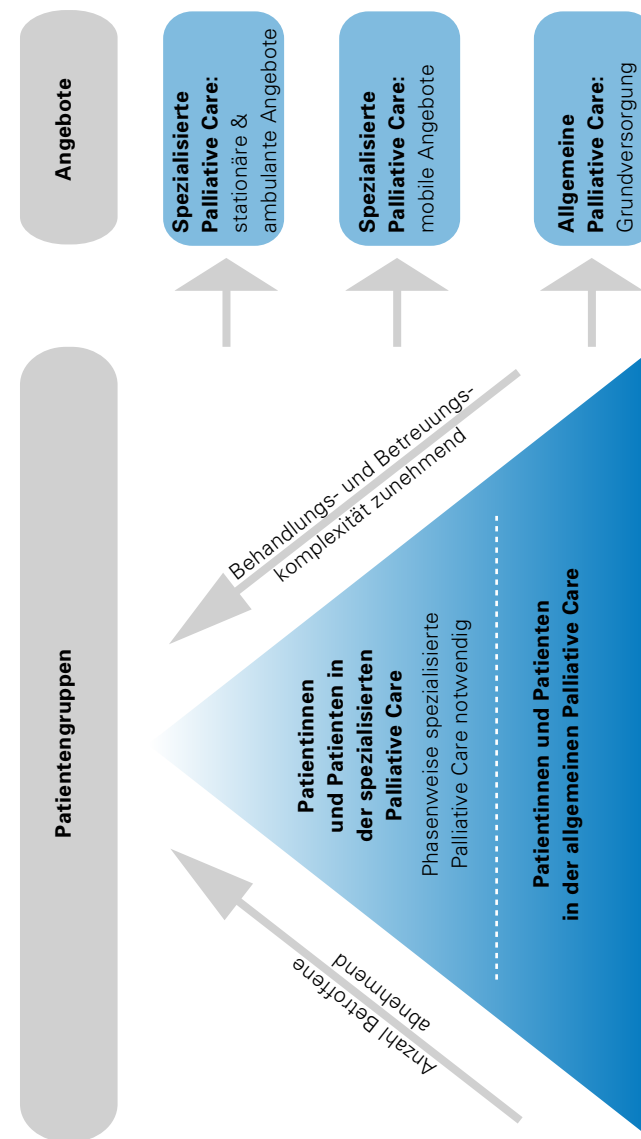 Patientengruppen
Angebote
Anzahl Betroffene
abnehmend
Behandlungs- und Betreuungs-
komplexität zunehmend
Patientinnen
und Patienten in
der spezialisierten
Palliative Care
Phasenweise spezialisierte
Palliative Care notwendig
Patientinnen und Patienten
in der allgemeinen Palliative Care
Spezialisierte
Palliative Care:
stationäre &
ambulante Angebote
Spezialisierte
Palliative Care:
mobile Angebote
Allgemeine
Palliative Care:
Grundversorgung